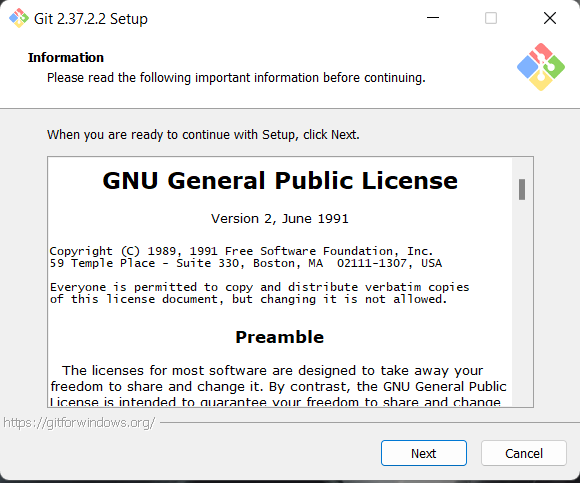 Git 2.37.2.2 Setup
Information
Please read the following important information before continuing.
When you are ready to continue with Setup, click Next.
GNU General Public License
Version 2, June 1991
Copyright (C) 1989, 1991 Free Software Foundation, Inc.
59 Temple Place - Suite 330, Boston, MA  02111-1307, USA
Everyone is permitted to copy and distribute verbatim copies
of this license document, but changing it is not allowed.
Preamble
The licenses for most software are designed to take away your
freedom to share and change it. By contrast, the GNU General Public
License is intended to guarantee your freedom to share and change
https://gitforwindows.org/
Next
Cancel